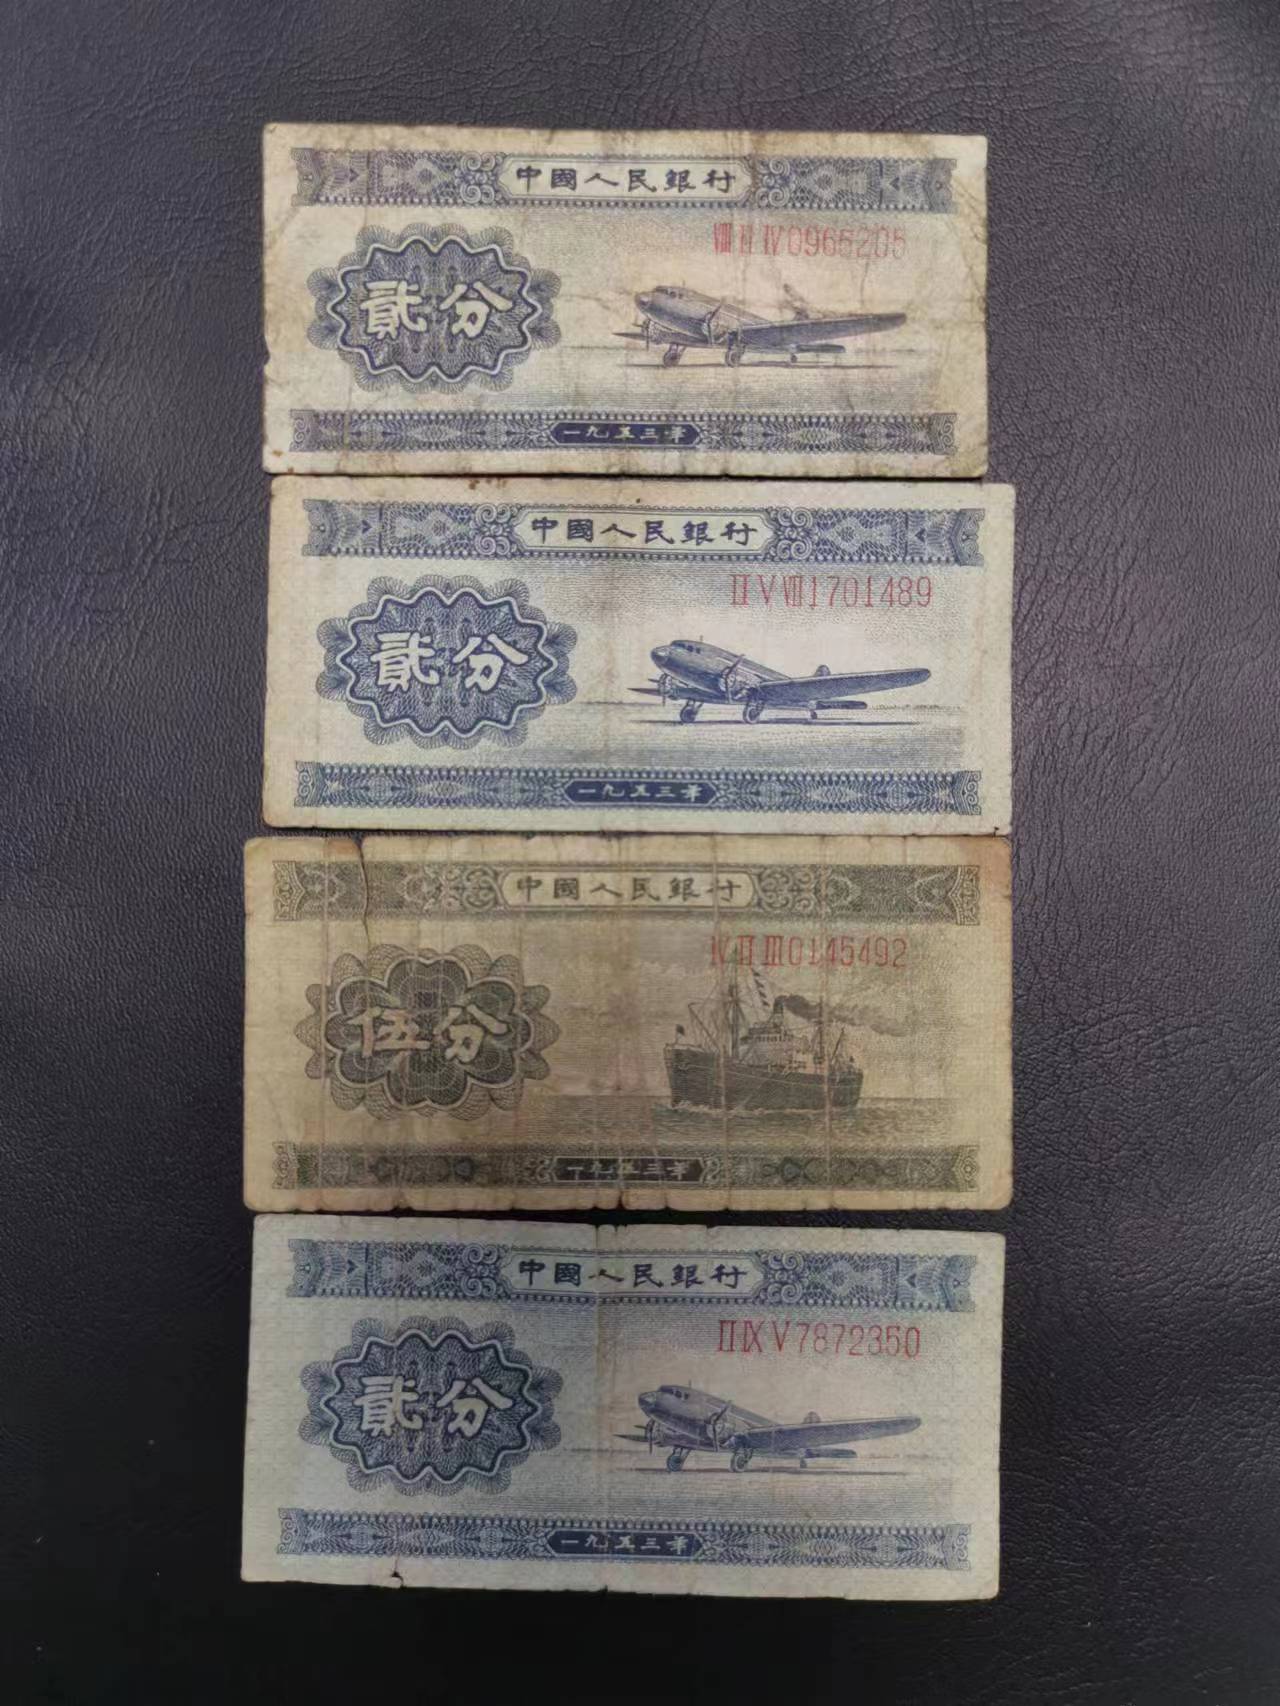 中國人民銀行
VIII II IV 0965205
貳分
一九五三年
中國人民銀行
II V VIII 1701489
貳分
一九五三年
中國人民銀行
IV II III 0145492
伍分
一九五三年
中國人民銀行
II IX V 7872350
貳分
一九五三年